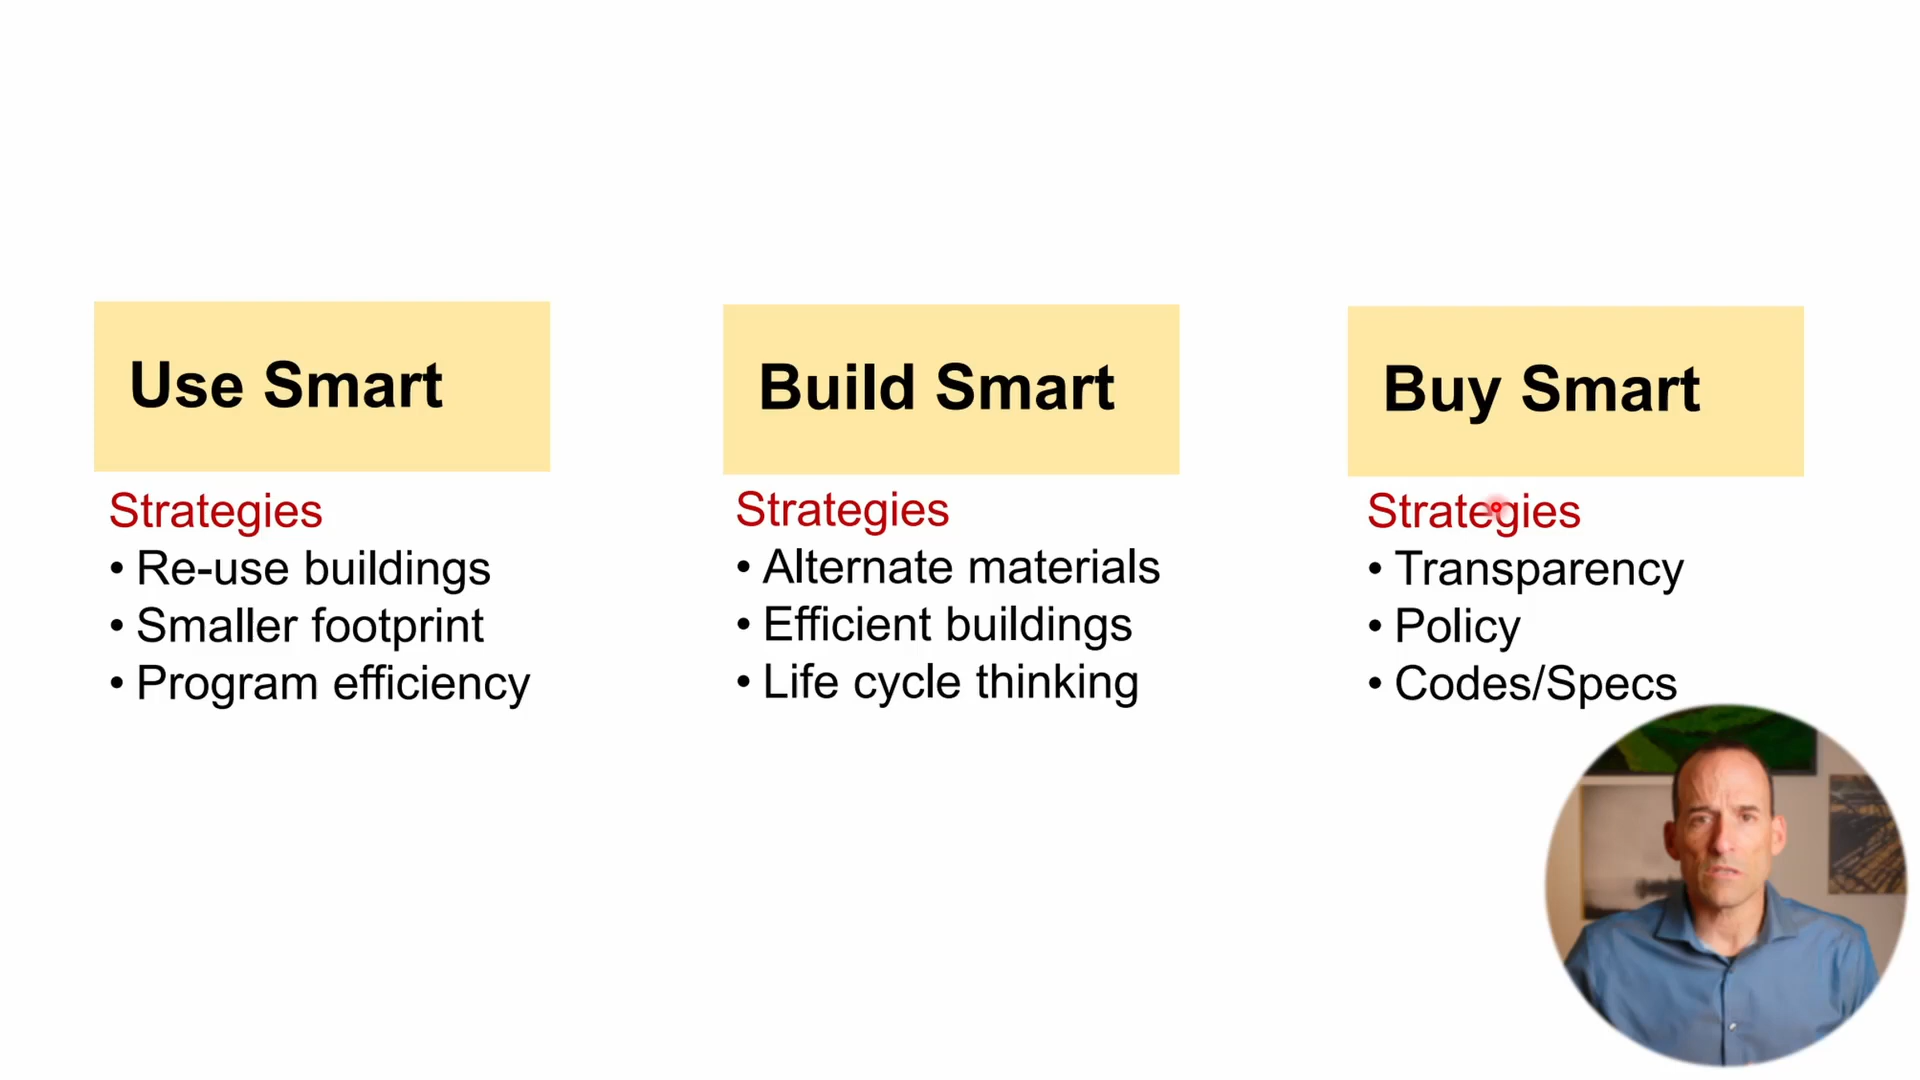 Use Smart
Strategies
• Re-use buildings
• Smaller footprint
• Program efficiency
Build Smart
Strategies
• Alternate materials
• Efficient buildings
• Life cycle thinking
Buy Smart
Strategies
• Transparency
• Policy
• Codes/Specs